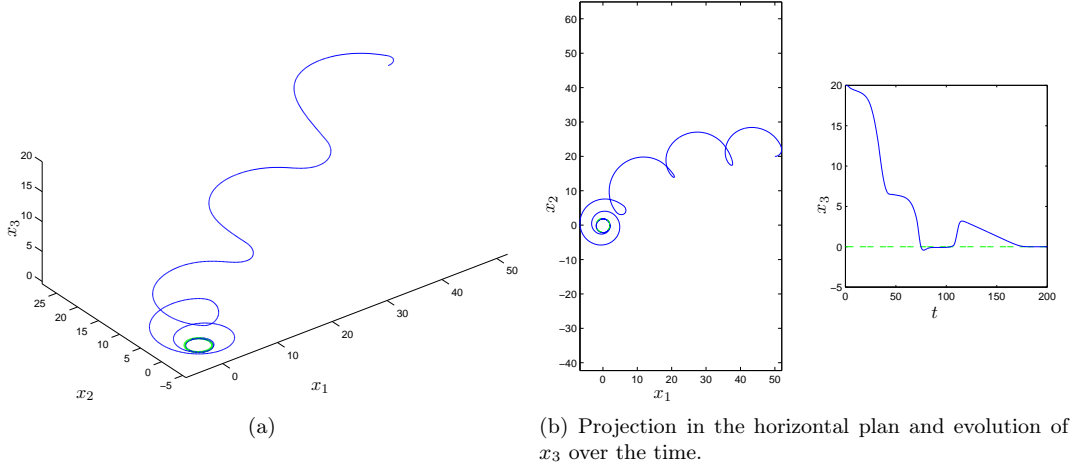 20
15
10
5
0
x₃
25
20
15
10
5
0
−5
x₂
0
10
20
30
40
50
x₁
(a)
60
50
40
30
20
10
0
−10
−20
−30
−40
x₂
0 10 20 30 40 50
x₁
20
15
10
5
0
−5
x₃
0 50 100 150 200
t
(b) Projection in the horizontal plan and evolution of
x₃ over the time.